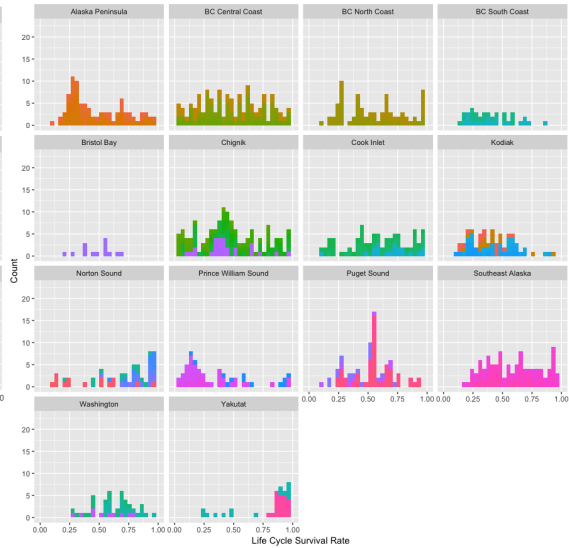 Alaska Peninsula BC Central Coast BC North Coast BC South Coast
20
15
10
5
0
Bristol Bay Chignik Cook Inlet Kodiak
20
15
10
5
0
Count
Norton Sound Prince William Sound Puget Sound Southeast Alaska
20
15
10
5
0
0 0.00 0.25 0.50 0.75 1.00 0.00 0.25 0.50 0.75 1.00
Washington Yakutat
20
15
10
5
0
0.00 0.25 0.50 0.75 1.00 0.00 0.25 0.50 0.75 1.00
Life Cycle Survival Rate